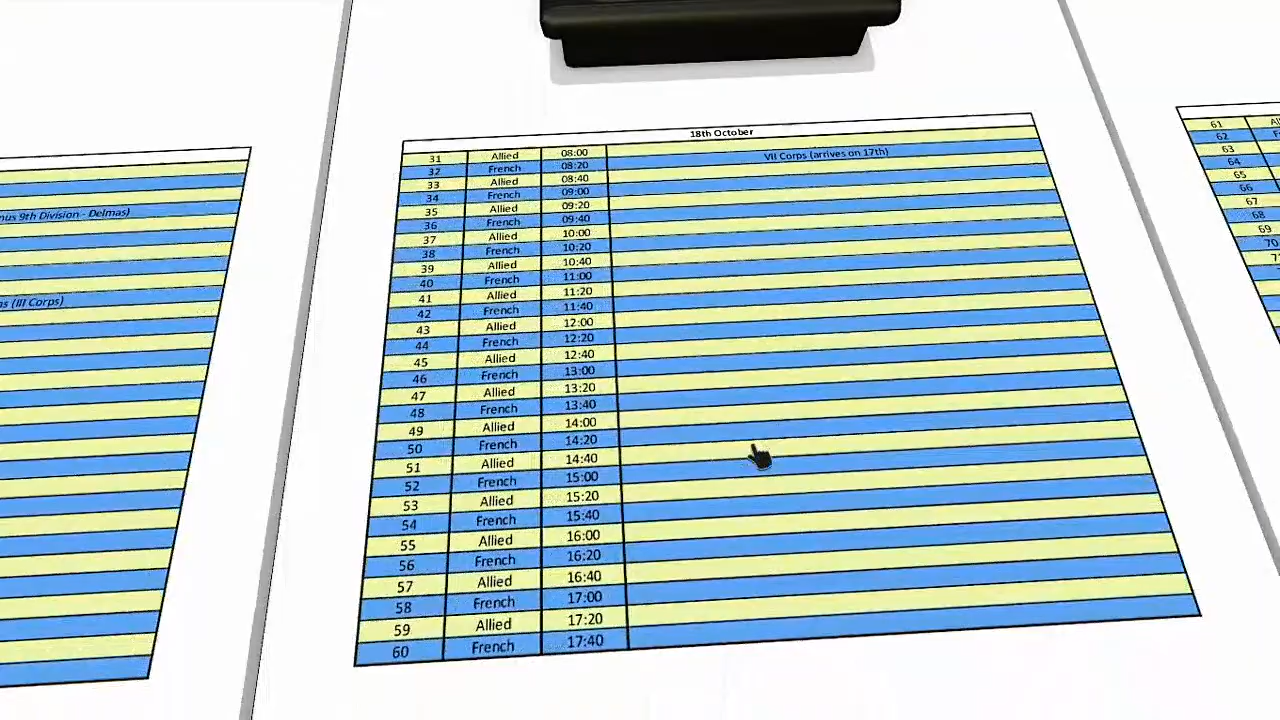 nus 9th Division - Delmas)
ns (III Corps)
18th October
31 Allied 08:00
32 French 08:20 VII Corps (arrives on 17th)
33 Allied 08:40
34 French 09:00
35 Allied 09:20
36 French 09:40
37 Allied 10:00
38 French 10:20
39 Allied 10:40
40 French 11:00
41 Allied 11:20
42 French 11:40
43 Allied 12:00
44 French 12:20
45 Allied 12:40
46 French 13:00
47 Allied 13:20
48 French 13:40
49 Allied 14:00
50 French 14:20
51 Allied 14:40
52 French 15:00
53 Allied 15:20
54 French 15:40
55 Allied 16:00
56 French 16:20
57 Allied 16:40
58 French 17:00
59 Allied 17:20
60 French 17:40
61
62
63
64
65
66
67
68
69
70